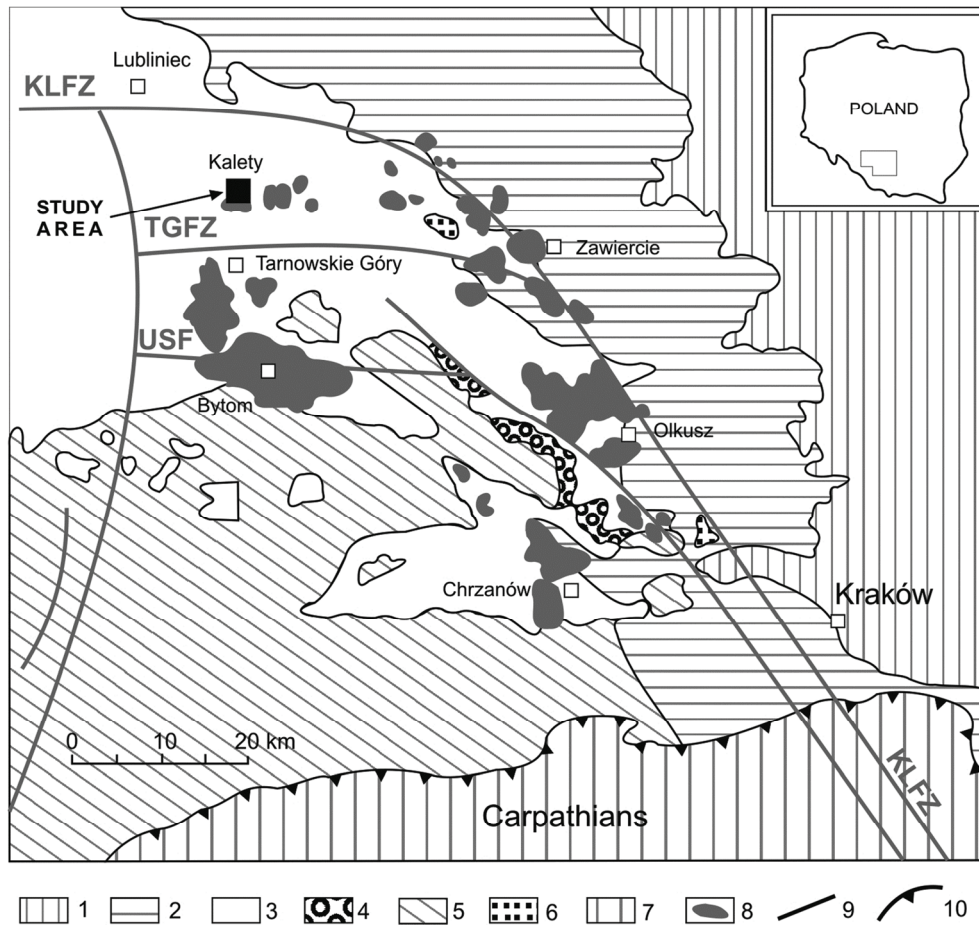 Lubliniec
KLFZ
POLAND
Kalety
STUDY
AREA
TGFZ
Zawiercie
Tarnowskie Góry
USF
Bytom
Olkusz
Chrzanów
Kraków
0 10 20 km
KLFZ
Carpathians
1 2 3 4 5 6 7 8 9 10